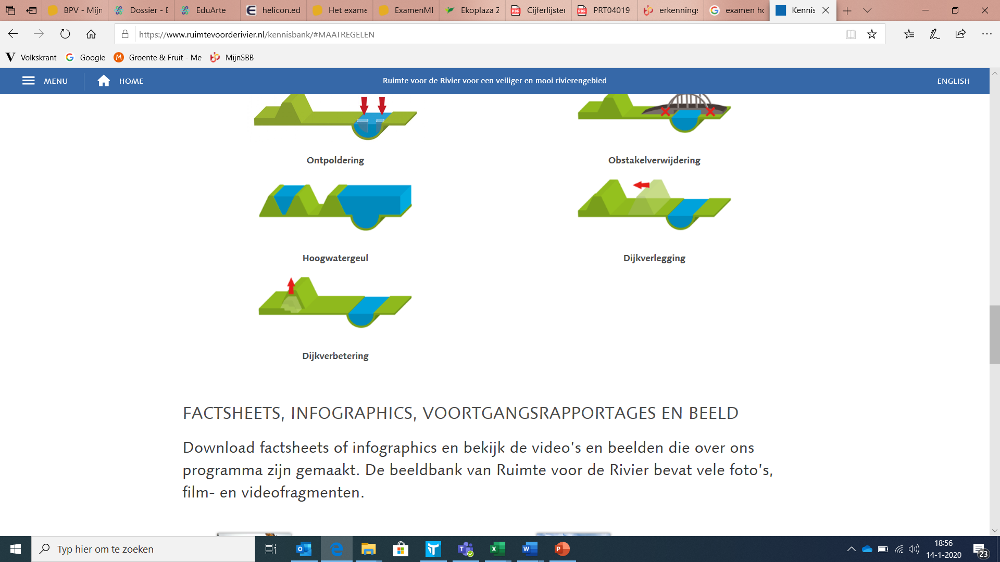 BPV - Mijn
Dossier - E
EduArte
helicon.ed
Het exame
ExamenMI
Ekoplaza Z
Cijferlijster
PRT04019
erkennings
examen ho
Kennis
https://www.ruimtevoorderivier.nl/kennisbank/#MAATREGELEN
Volkskrant
Google
Groente & Fruit - Me
MijnSBB
MENU
HOME
Ruimte voor de Rivier voor een veiliger en mooi rivierengebied
ENGLISH
Ontpoldering
Obstakelverwijdering
Hoogwatergeul
Dijkverlegging
Dijkverbetering
FACTSHEETS, INFOGRAPHICS, VOORTGANGSRAPPORTAGES EN BEELD
Download factsheets of infographics en bekijk de video's en beelden die over ons
programma zijn gemaakt. De beeldbank van Ruimte voor de Rivier bevat vele foto's,
film- en videofragmenten.
Typ hier om te zoeken
18:56
14-1-2020
23